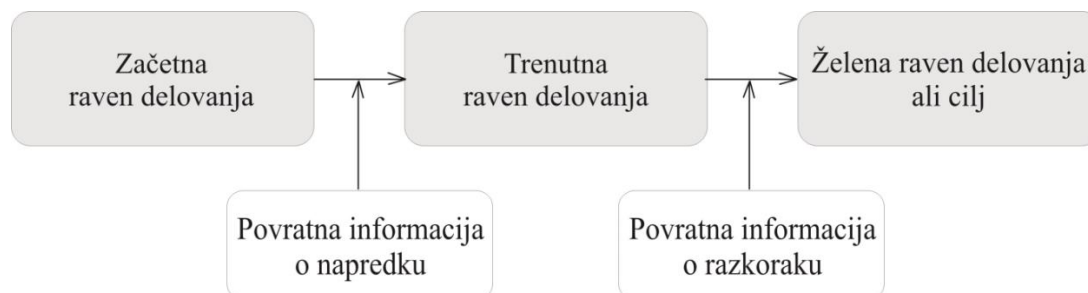 Začetna
raven delovanja
Trenutna
raven delovanja
Želena raven delovanja
ali cilj
Povratna informacija
o napredku
Povratna informacija
o razkoraku